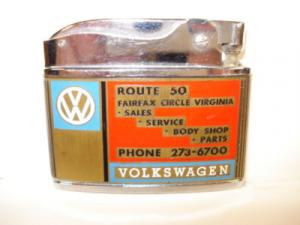 ROUTE 50
FAIRFAX CIRCLE VIRGINIA
• SALES
• SERVICE
• BODY SHOP
• PARTS
PHONE 273-6700
VW
VOLKSWAGEN